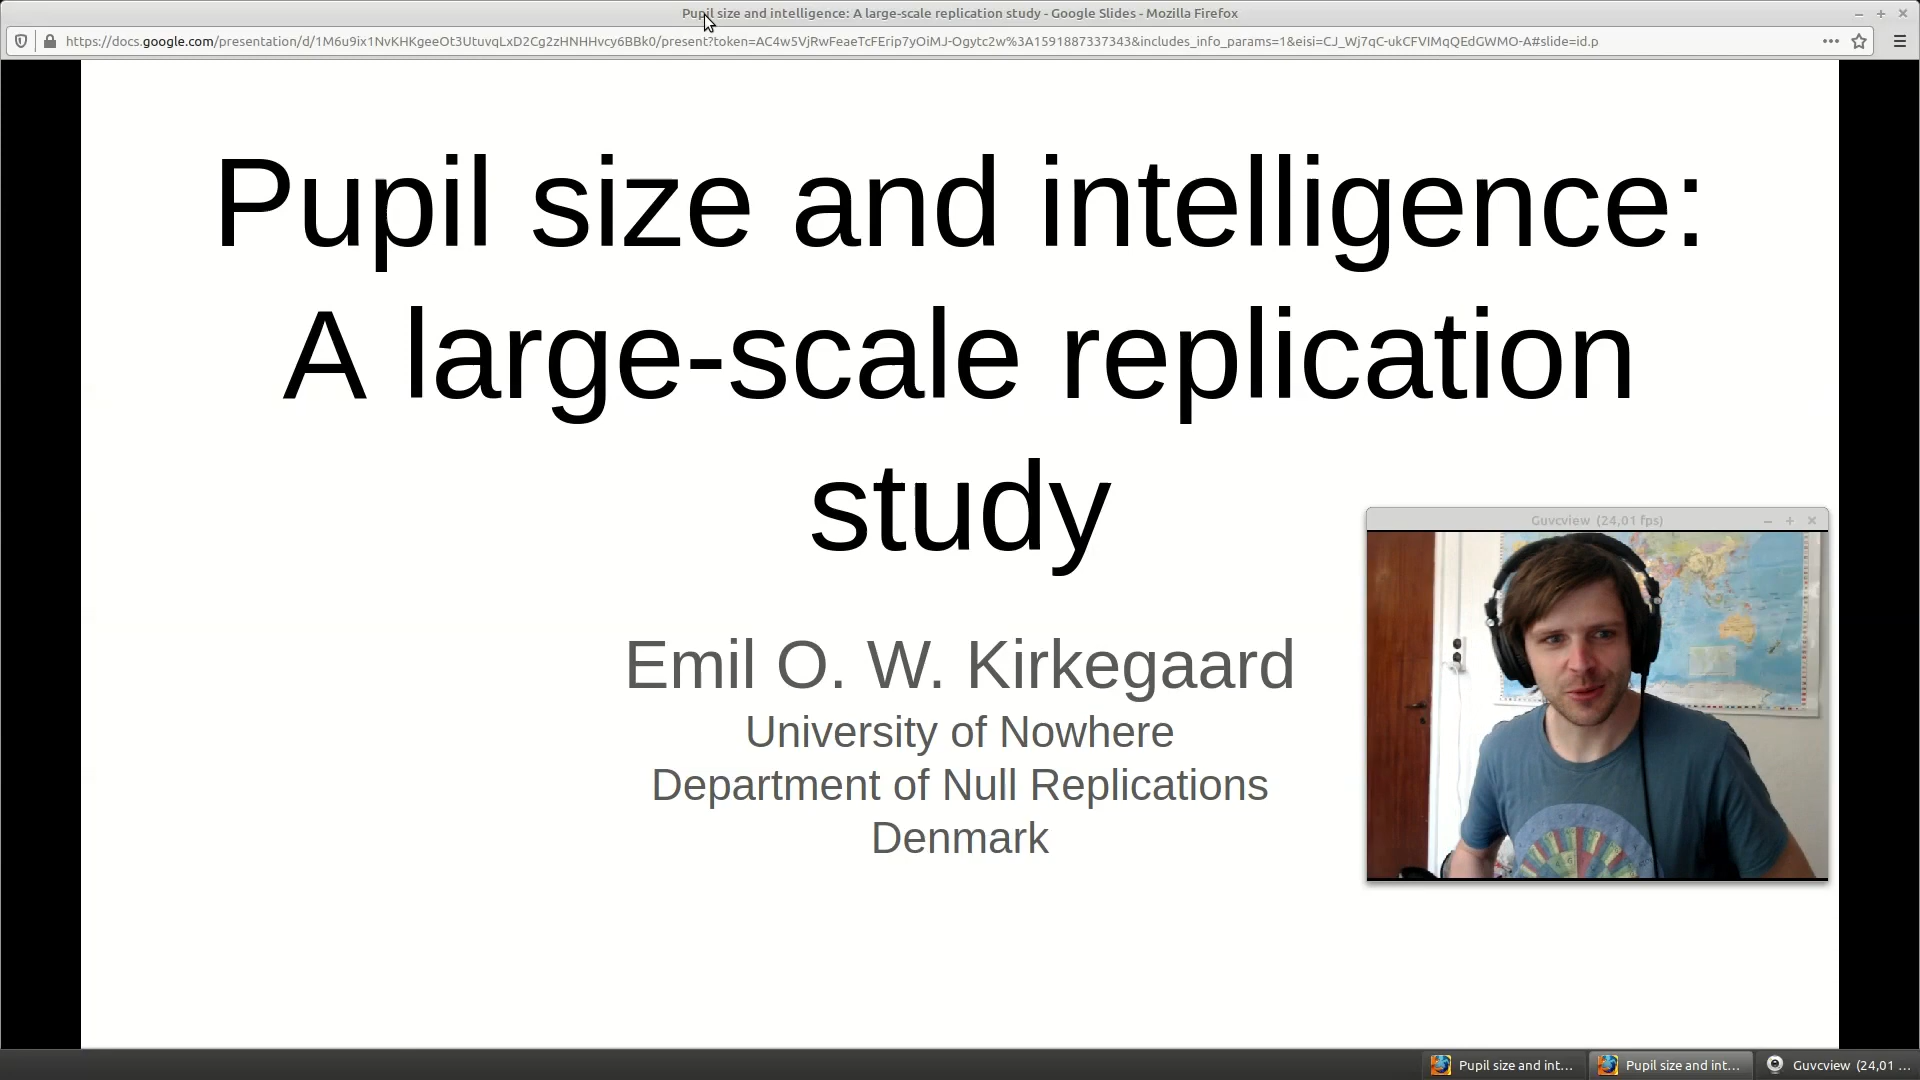 Pupil size and intelligence: A large-scale replication study - Google Slides - Mozilla Firefox
https://docs.google.com/presentation/d/1M6u9ix1NvKHKgeeOt3UtuvqLxD2Cg2zHNHHvcy6BBk0/present?token=AC4w5VjRwFeaeTcFErip7yOiMJ-Ogytc2w%3A1591887337343&includes_info_params=1&eisi=CJ_Wj7qC-ukCFVIMqQEdGWMO-A#slide=id.p
Pupil size and intelligence:
A large-scale replication
study
Guvcview (24,01 fps)
Emil O. W. Kirkegaard
University of Nowhere
Department of Null Replications
Denmark
Pupil size and int...
Pupil size and int...
Guvcview (24,01 ...